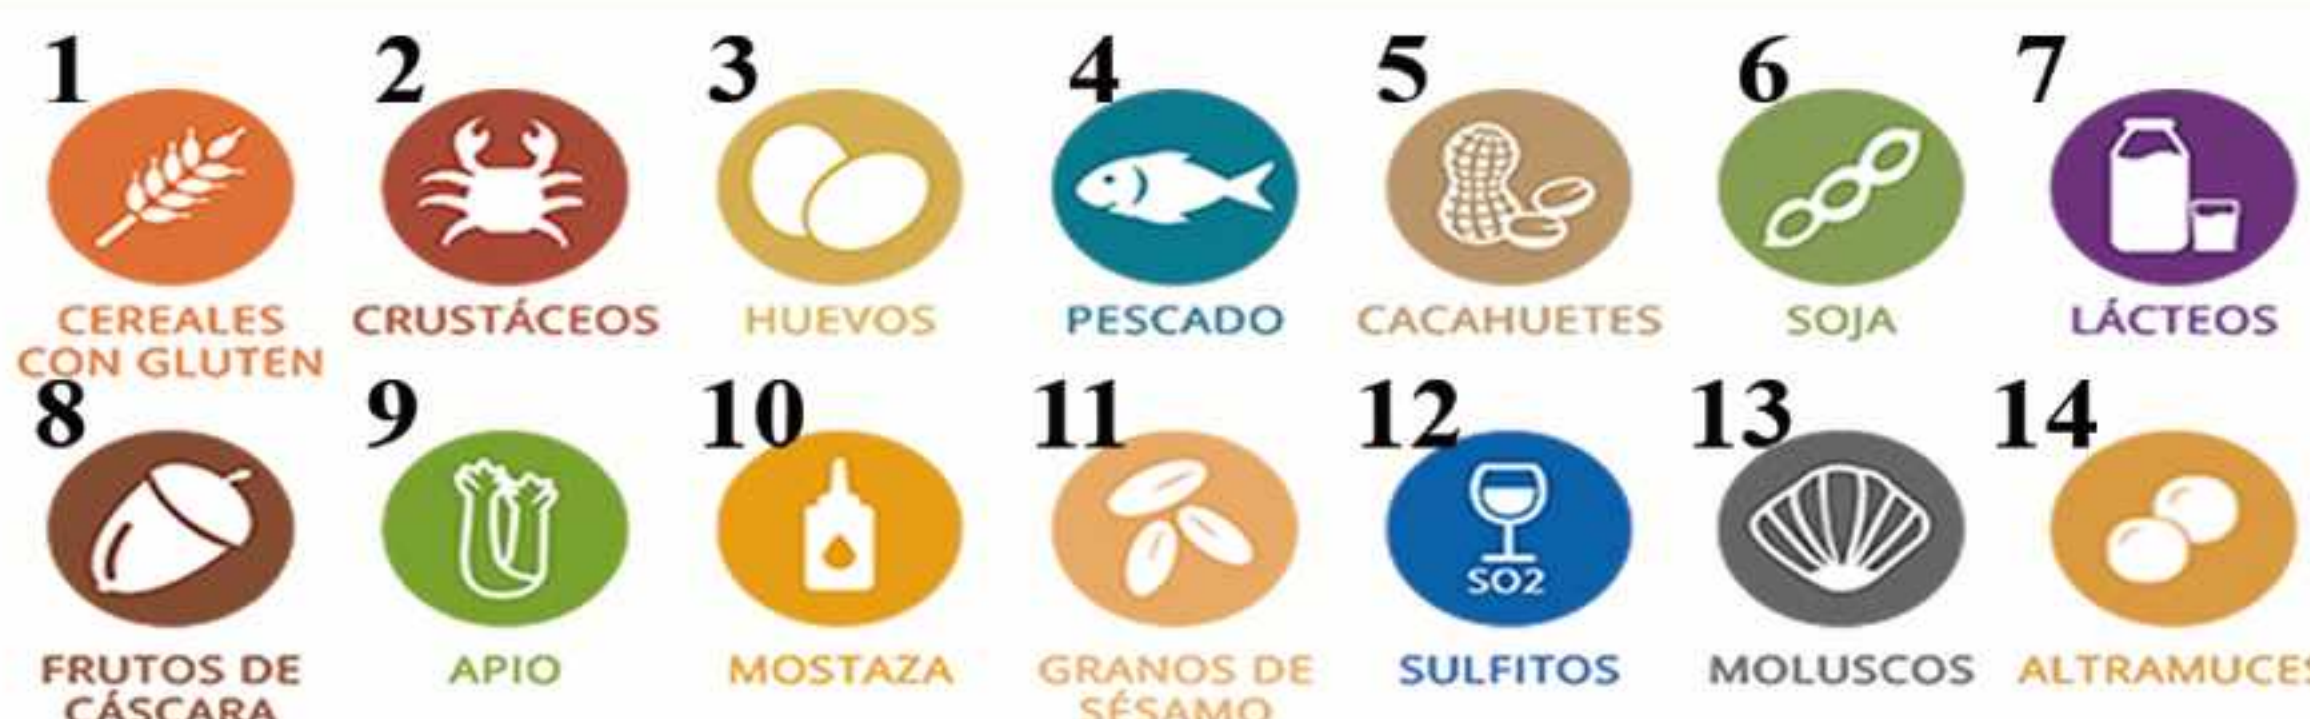 1 2 3 4 5 6 7
CEREALES CRUSTÁCEOS HUEVOS PESCADO CACAHUETES SOJA LÁCTEOS
CON GLUTEN
8 9 10 11 12 13 14
SO2
FRUTOS DE APIO MOSTAZA GRANOS DE SULFITOS MOLUSCOS ALTRAMUCES
CÁSCARA SÉSAMO